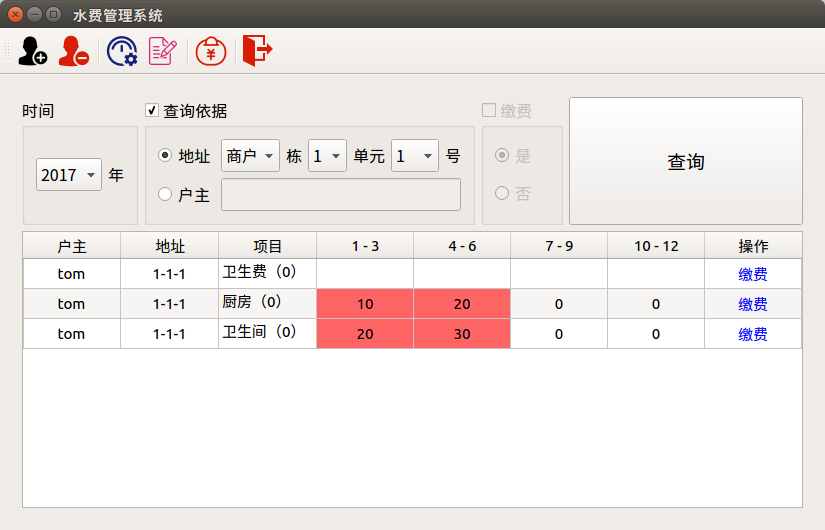 水费管理系统
时间
查询依据
缴费
2017 年
地址 商户 栋 1 单元 1 号
户主
是
否
查询
户主 地址 项目 1 - 3 4 - 6 7 - 9 10 - 12 操作
tom 1-1-1 卫生费（0） 缴费
tom 1-1-1 厨房（0） 10 20 0 0 缴费
tom 1-1-1 卫生间（0） 20 30 0 0 缴费